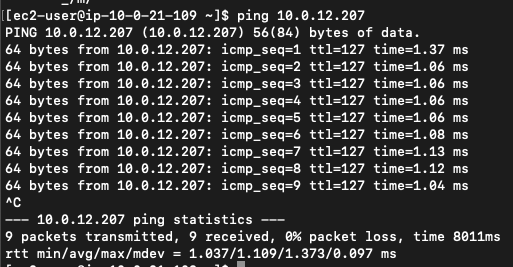 _/m/'
[ec2-user@ip-10-0-21-109 ~]$ ping 10.0.12.207
PING 10.0.12.207 (10.0.12.207) 56(84) bytes of data.
64 bytes from 10.0.12.207: icmp_seq=1 ttl=127 time=1.37 ms
64 bytes from 10.0.12.207: icmp_seq=2 ttl=127 time=1.06 ms
64 bytes from 10.0.12.207: icmp_seq=3 ttl=127 time=1.06 ms
64 bytes from 10.0.12.207: icmp_seq=4 ttl=127 time=1.06 ms
64 bytes from 10.0.12.207: icmp_seq=5 ttl=127 time=1.06 ms
64 bytes from 10.0.12.207: icmp_seq=6 ttl=127 time=1.08 ms
64 bytes from 10.0.12.207: icmp_seq=7 ttl=127 time=1.13 ms
64 bytes from 10.0.12.207: icmp_seq=8 ttl=127 time=1.12 ms
64 bytes from 10.0.12.207: icmp_seq=9 ttl=127 time=1.04 ms
^C
--- 10.0.12.207 ping statistics ---
9 packets transmitted, 9 received, 0% packet loss, time 8011ms
rtt min/avg/max/mdev = 1.037/1.109/1.373/0.097 ms